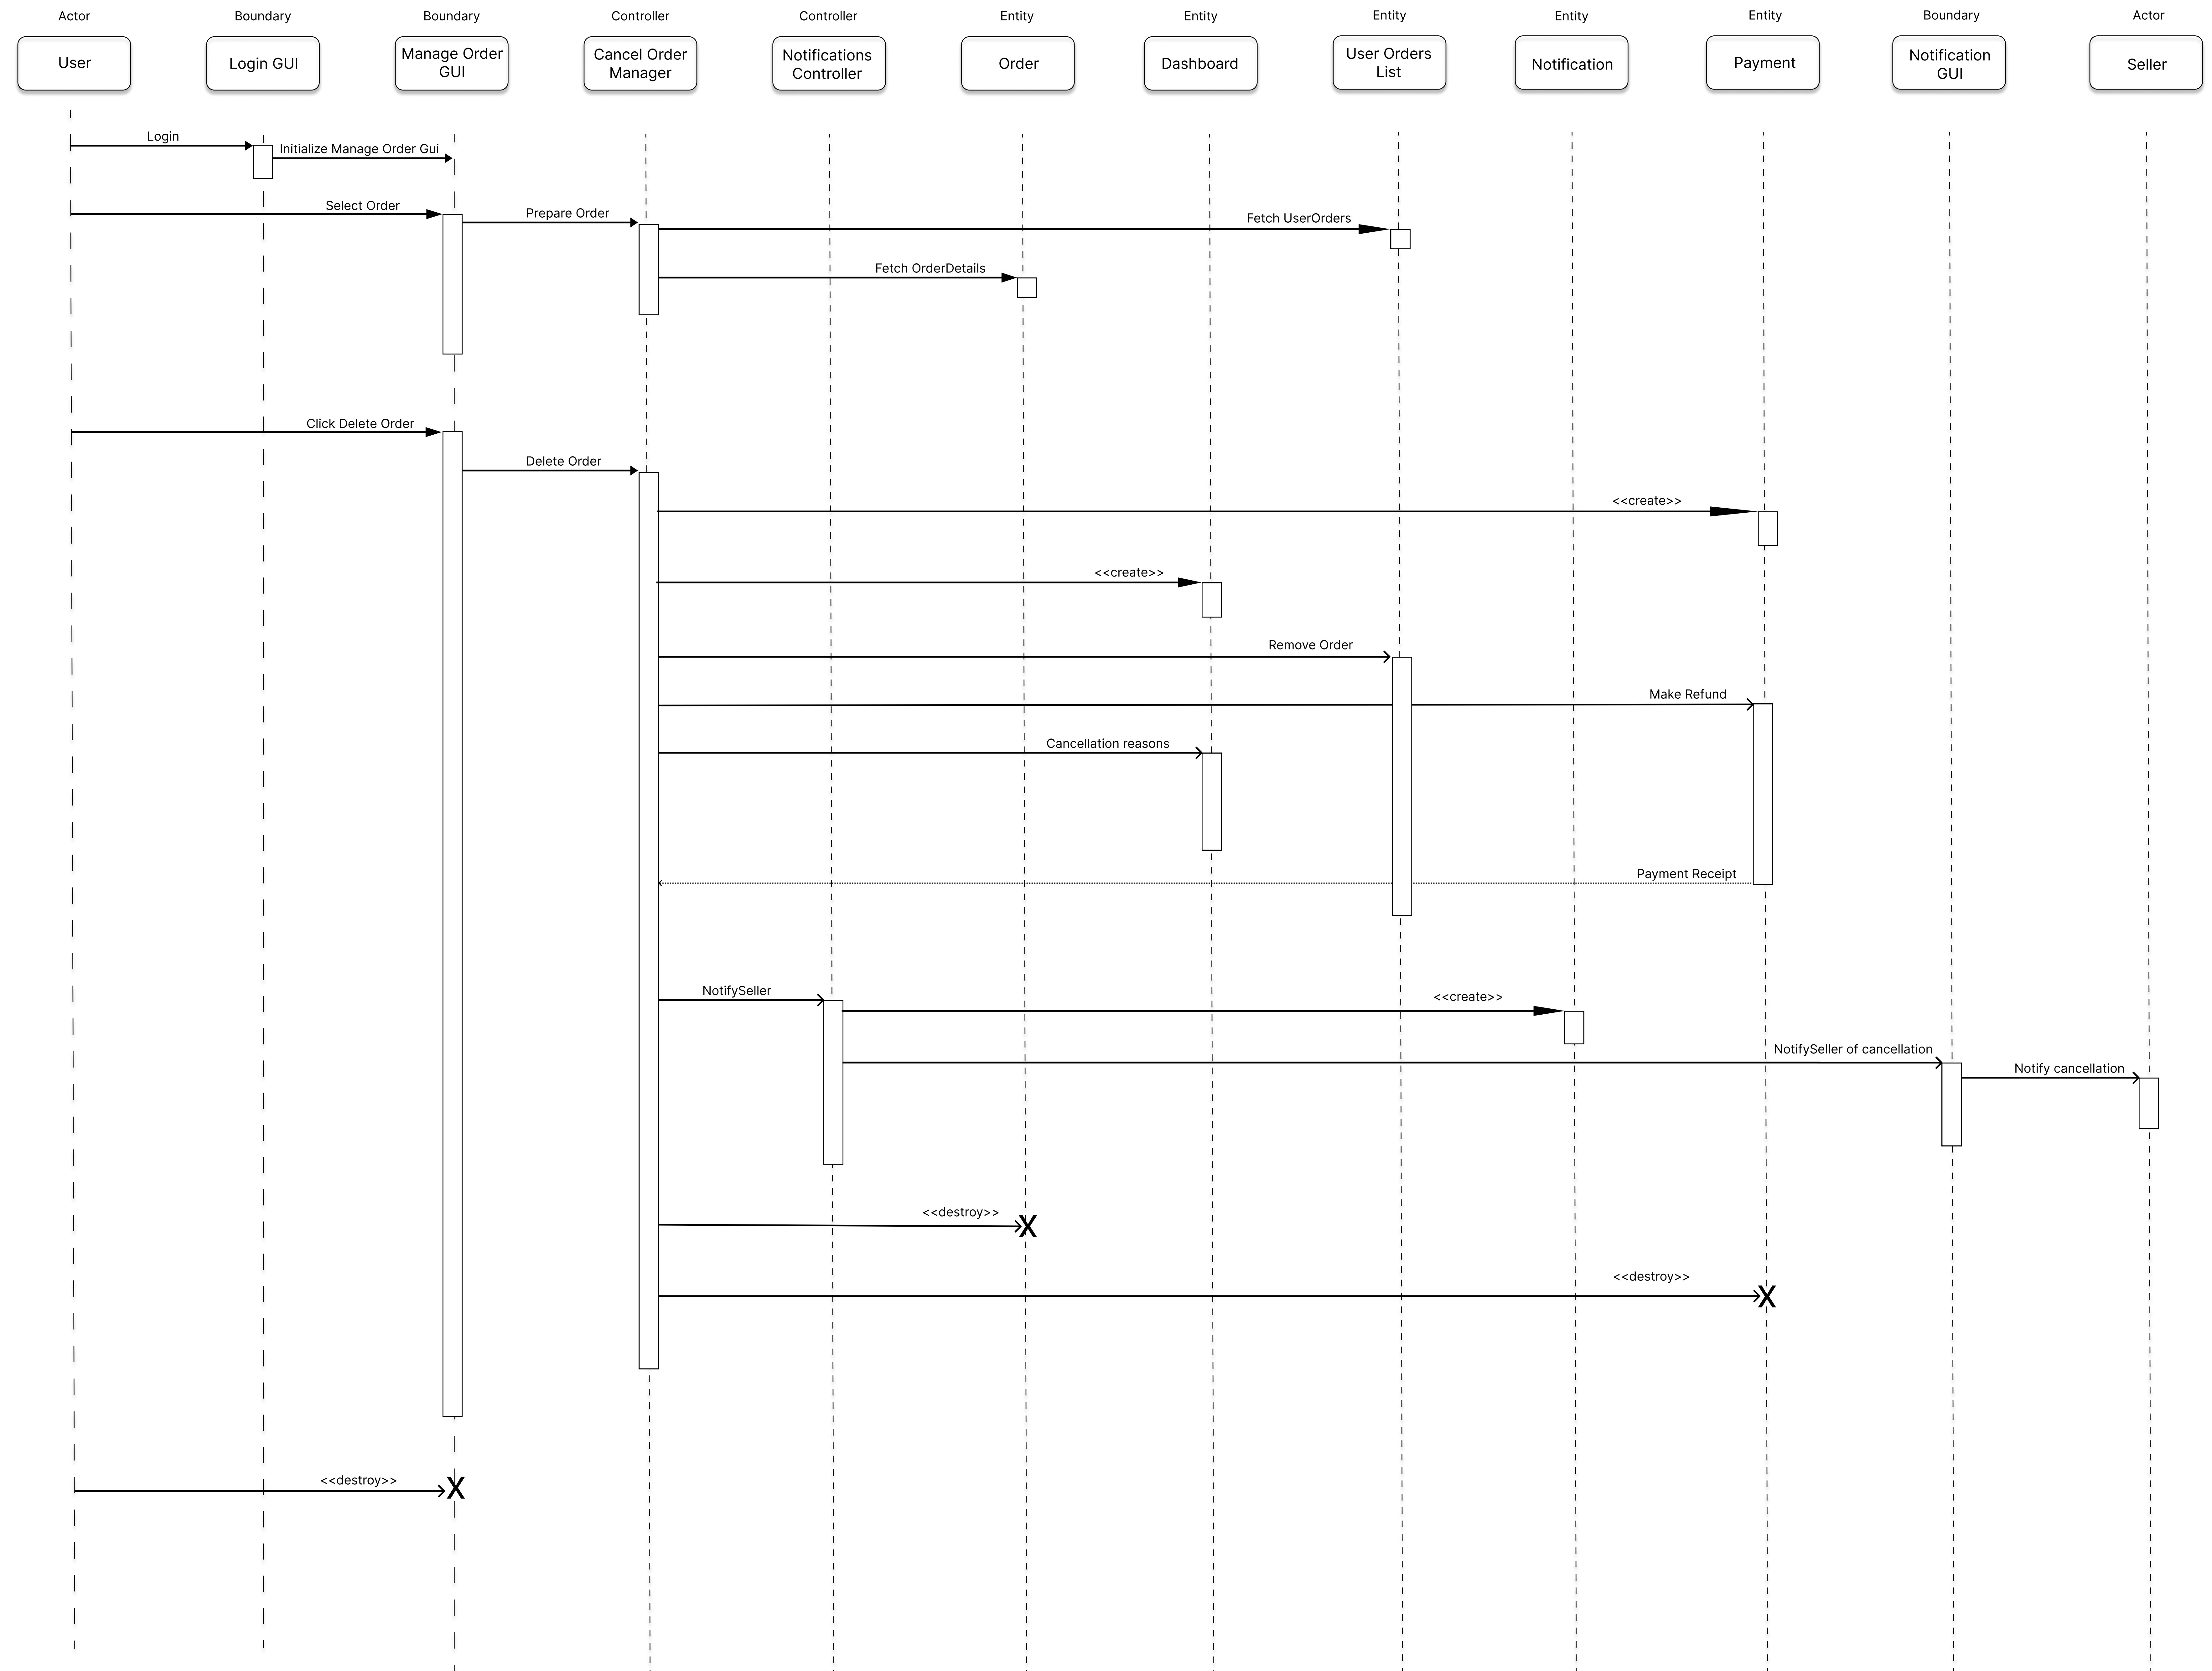 Actor
Boundary
Boundary
Controller
Controller
Entity
Entity
Entity
Entity
Entity
Boundary
Actor
User
Login GUI
Manage Order
GUI
Cancel Order
Manager
Notifications
Controller
Order
Dashboard
User Orders
List
Notification
Payment
Notification
GUI
Seller
Login
Initialize Manage Order Gui
Select Order
Prepare Order
Fetch UserOrders
Fetch OrderDetails
Click Delete Order
Delete Order
<<create>>
<<create>>
Remove Order
Make Refund
Cancellation reasons
Payment Receipt
NotifySeller
<<create>>
NotifySeller of cancellation
Notify cancellation
<<destroy>>
X
<<destroy>>
X
<<destroy>>
X